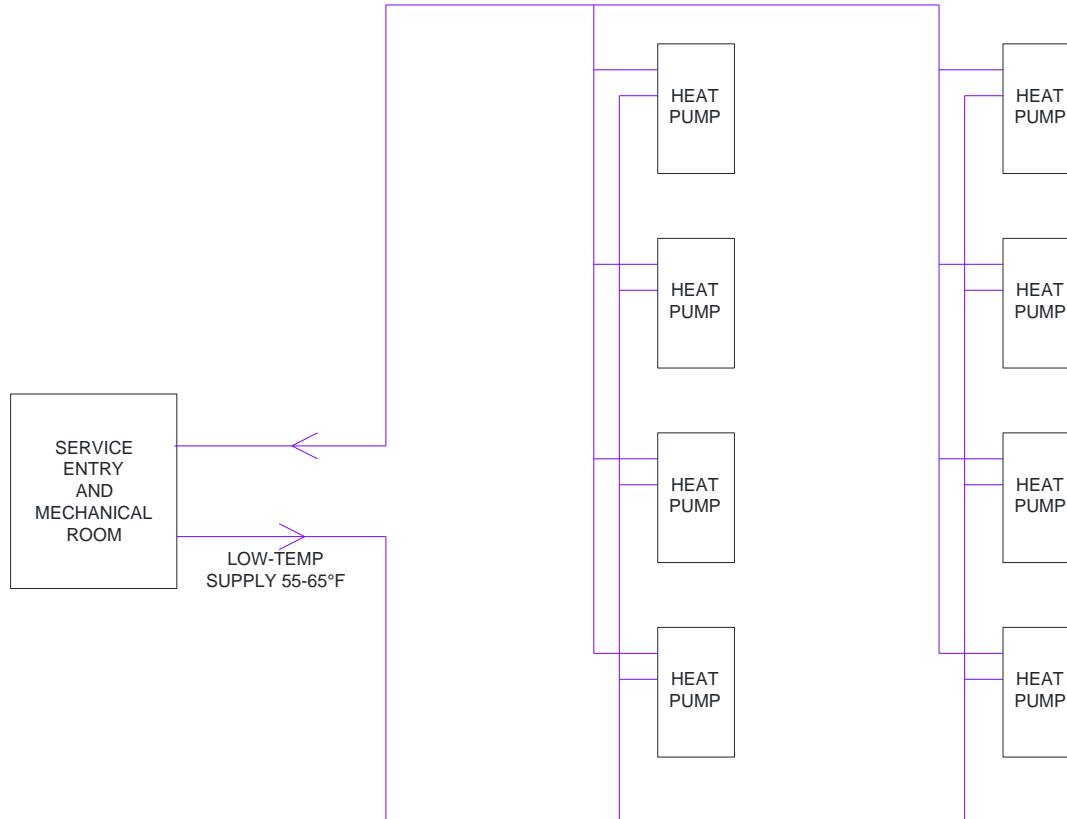 HEAT
PUMP
HEAT
PUMP
HEAT
PUMP
HEAT
PUMP
SERVICE
ENTRY
AND
MECHANICAL
ROOM
LOW-TEMP
SUPPLY 55-65°F
HEAT
PUMP
HEAT
PUMP
HEAT
PUMP
HEAT
PUMP